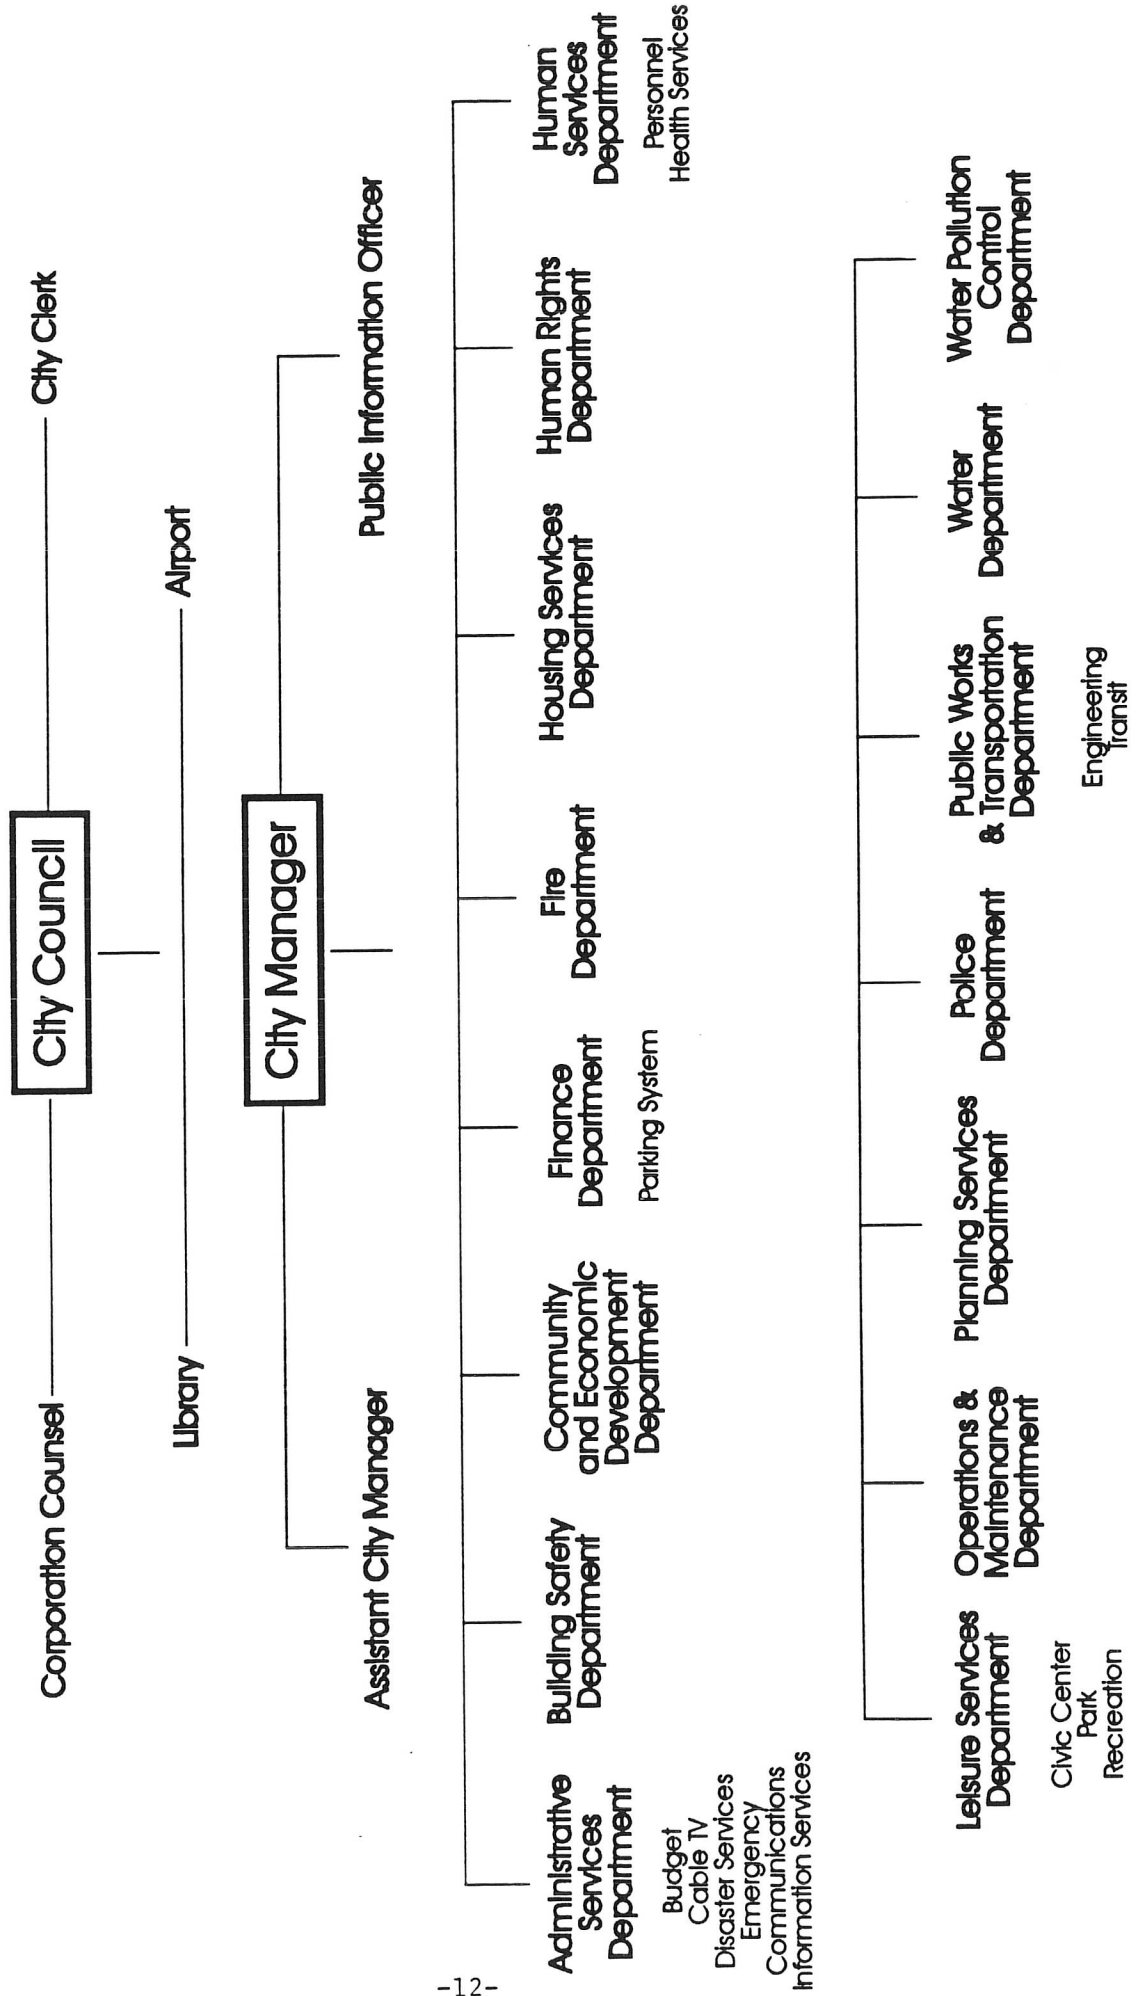 City Council
Corporation Counsel
City Clerk
Library
Airport
City Manager
Assistant City Manager
Public Information Officer
Administrative
Services
Department
Budget
Cable TV
Disaster Services
Emergency
Communications
Information Services
Building Safety
Department
Community
and Economic
Development
Department
Finance
Department
Parking System
Fire
Department
Housing Services
Department
Human Rights
Department
Human
Services
Department
Personnel
Health Services
Leisure Services
Department
Civic Center
Park
Recreation
Operations &
Maintenance
Department
Planning Services
Department
Police
Department
Public Works
& Transportation
Department
Engineering
Transit
Water
Department
Water Pollution
Control
Department
-12-